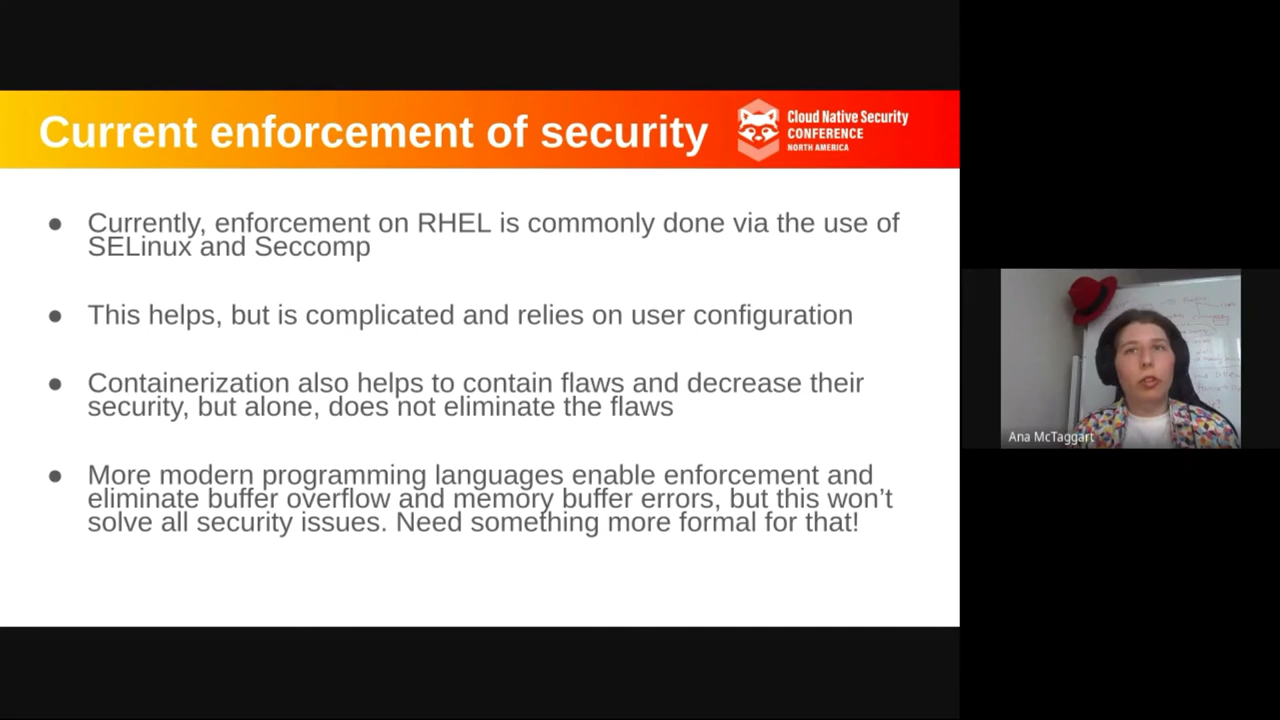 Current enforcement of security
Cloud Native Security
CONFERENCE
NORTH AMERICA
● Currently, enforcement on RHEL is commonly done via the use of
SELinux and Seccomp
● This helps, but is complicated and relies on user configuration
● Containerization also helps to contain flaws and decrease their
security, but alone, does not eliminate the flaws
● More modern programming languages enable enforcement and
eliminate buffer overflow and memory buffer errors, but this won’t
solve all security issues. Need something more formal for that!
Ana McTaggart